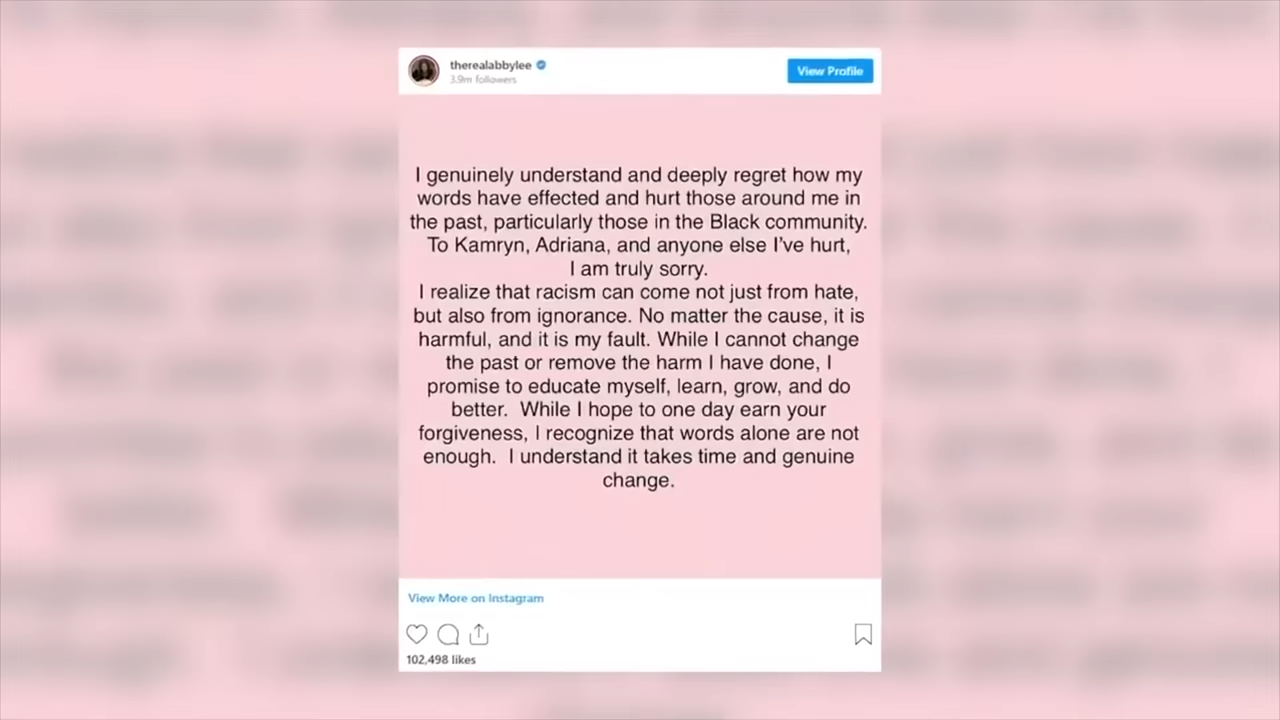 therealabbylee
3.9m followers
View Profile
I genuinely understand and deeply regret how my
words have effected and hurt those around me in
the past, particularly those in the Black community.
To Kamryn, Adriana, and anyone else I've hurt,
I am truly sorry.
I realize that racism can come not just from hate,
but also from ignorance. No matter the cause, it is
harmful, and it is my fault. While I cannot change
the past or remove the harm I have done, I
promise to educate myself, learn, grow, and do
better.  While I hope to one day earn your
forgiveness, I recognize that words alone are not
enough.  I understand it takes time and genuine
change.
View More on Instagram
102,498 likes